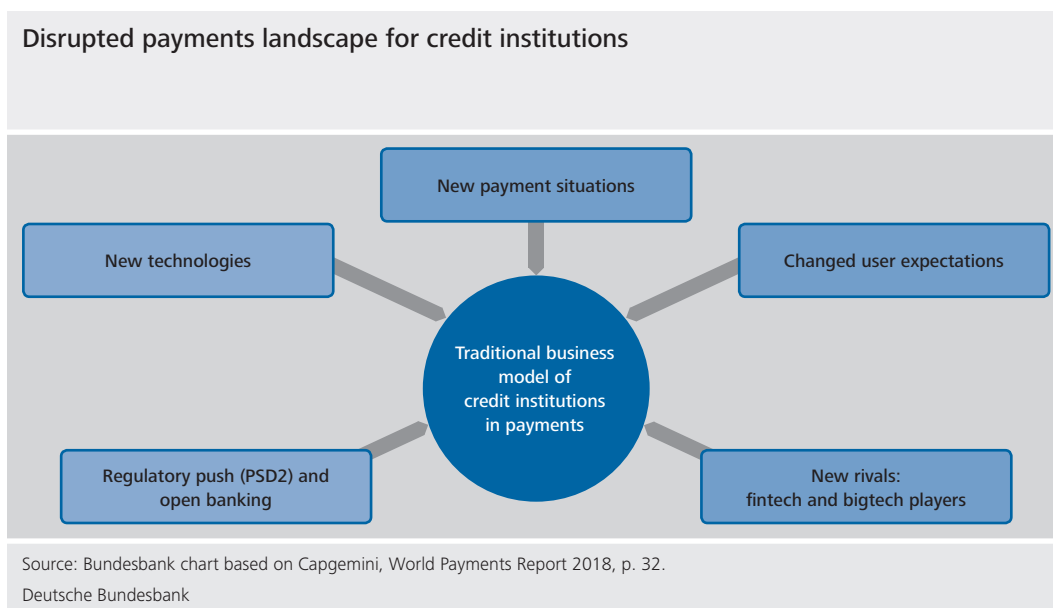 Disrupted payments landscape for credit institutions
New payment situations
New technologies
Changed user expectations
Traditional business
model of
credit institutions
in payments
Regulatory push (PSD2) and
open banking
New rivals:
fintech and bigtech players
Source: Bundesbank chart based on Capgemini, World Payments Report 2018, p. 32.
Deutsche Bundesbank